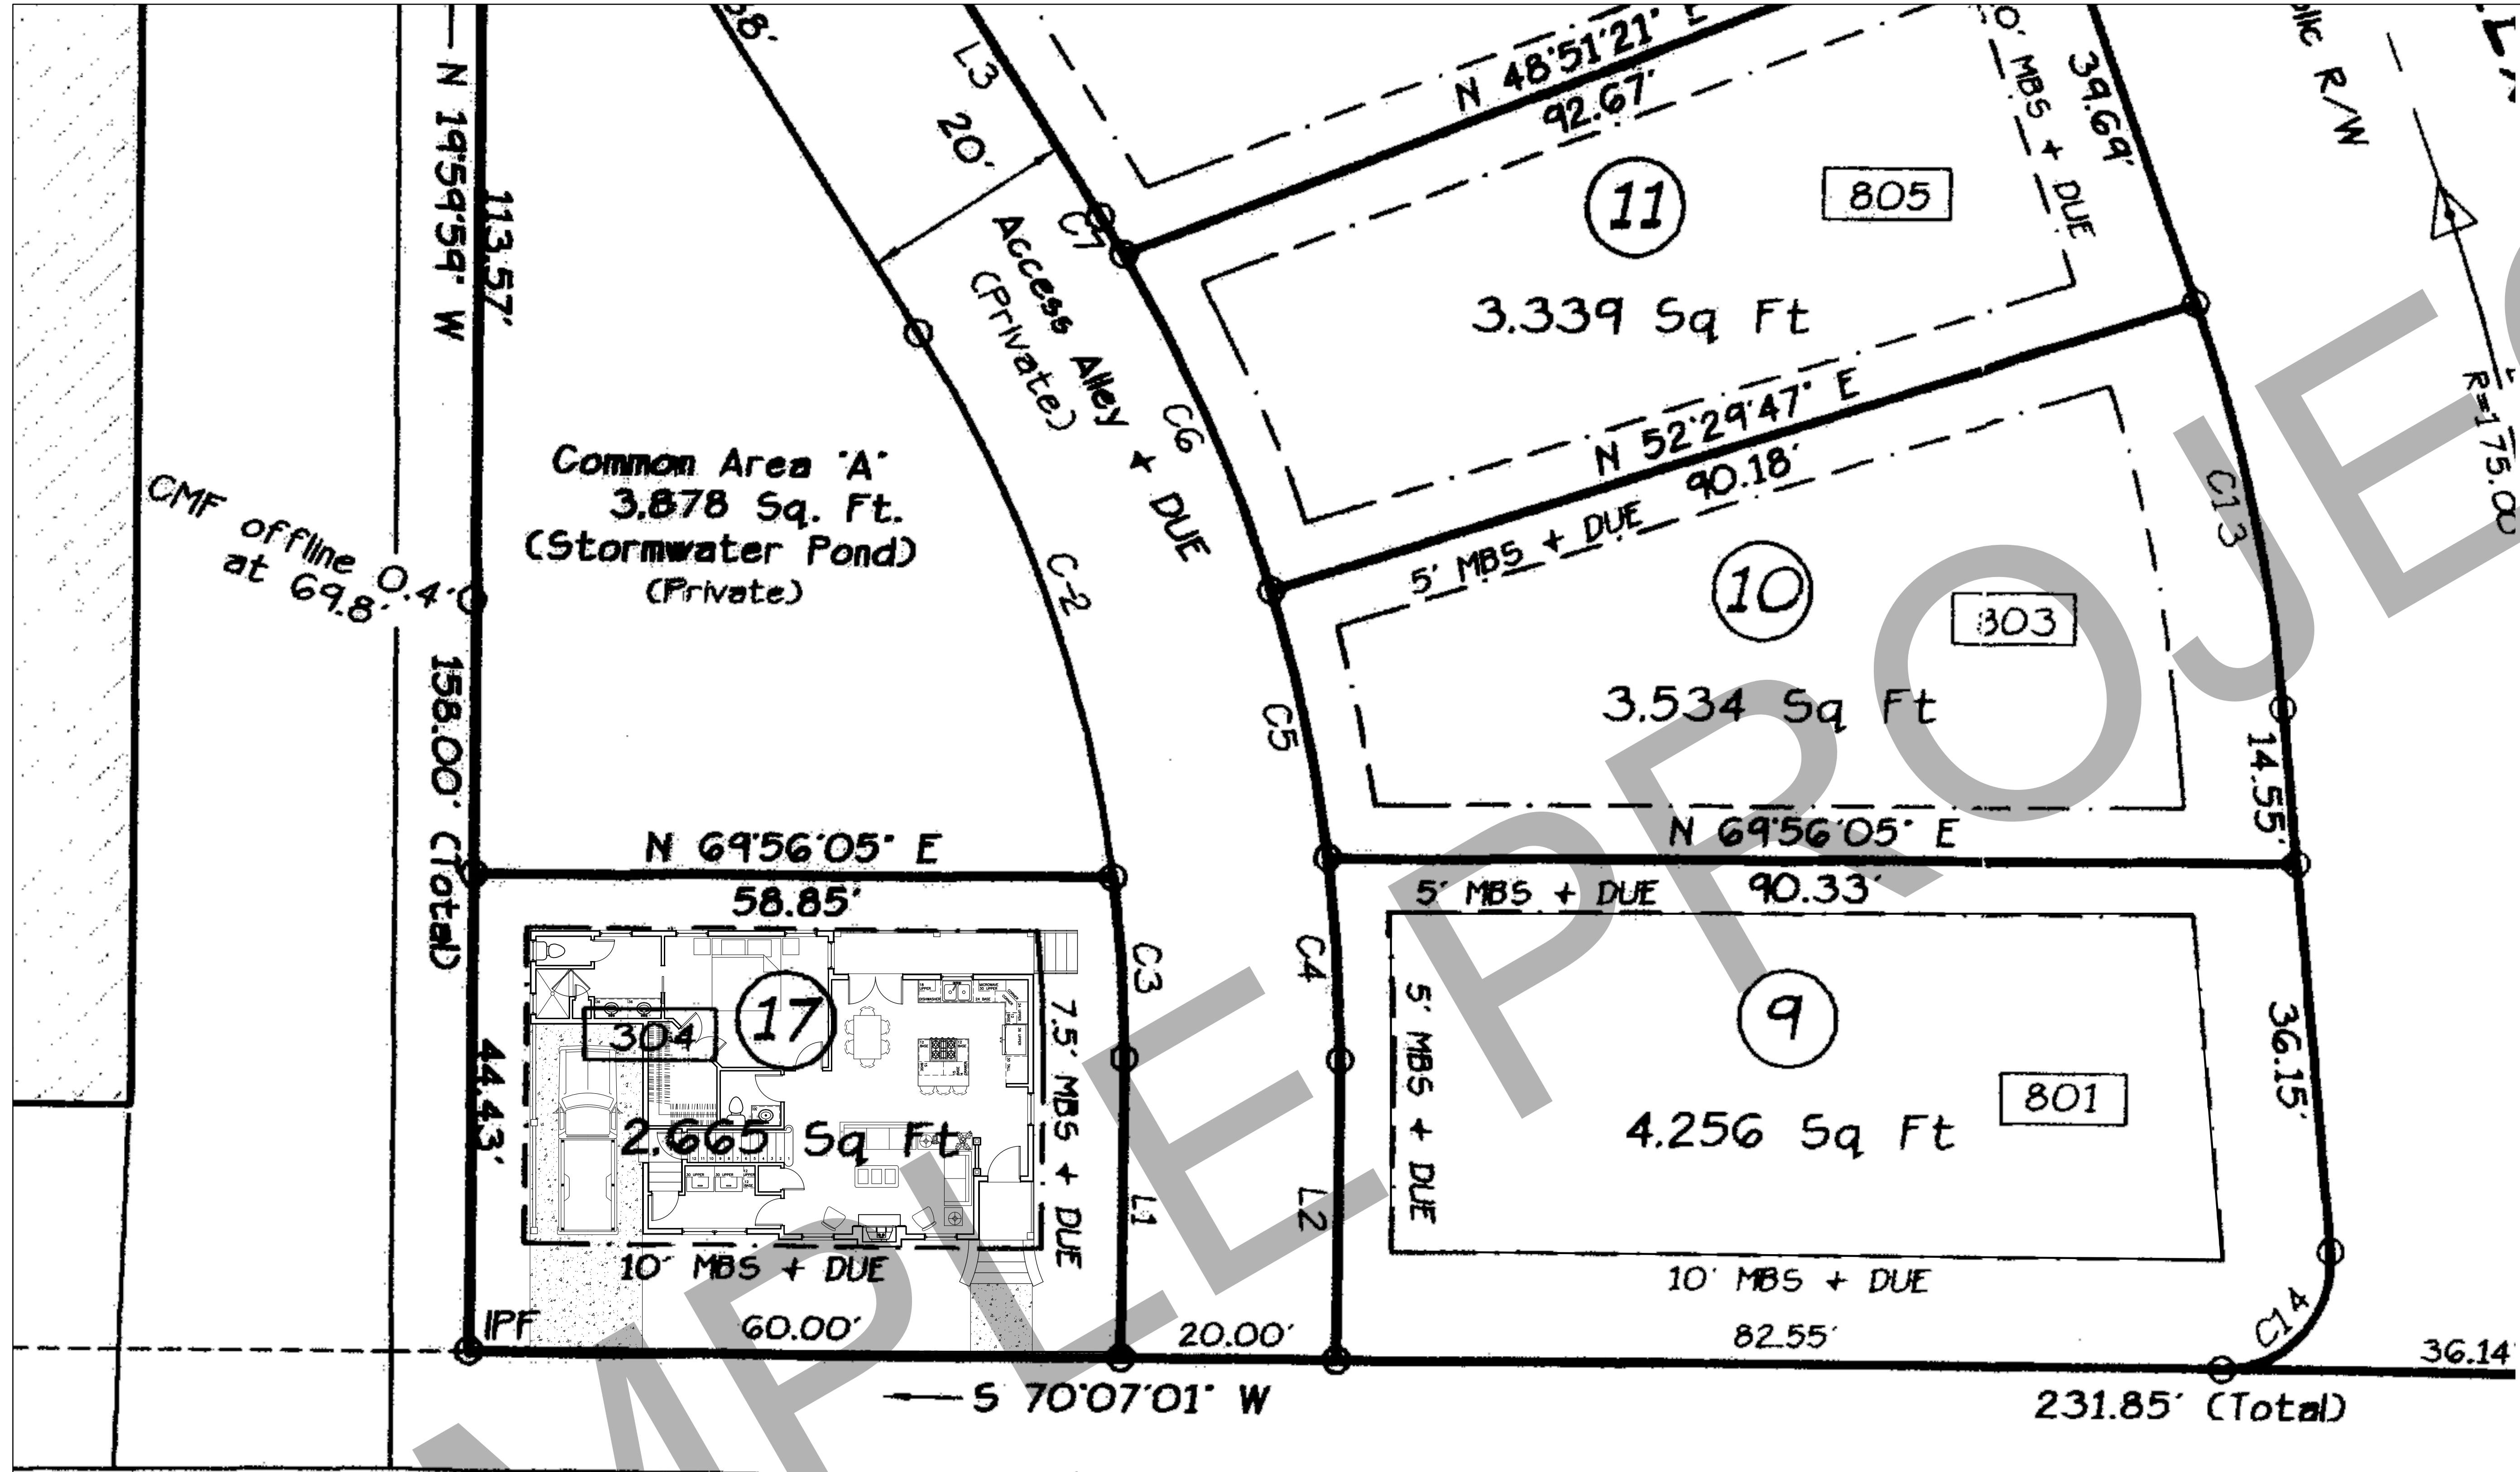 N 19°59'59" W
113.57'
L3
20'
N 48°51'21" E
92.67'
MBS + DUE
39.69'
R/W
11
805
3.339 Sq Ft
C7
Access Alley + DUE
(Private)
R=175.00
C6
N 52°29'47" E
90.18'
5' MBS + DUE
C13
Common Area "A"
3.878 Sq. Ft.
(Stormwater Pond)
(Private)
CMF offline 0.4'
at 69.8'
C-2
10
3.534 Sq Ft
C5
14.55'
158.00' (Total)
N 69°56'05" E
58.85'
N 69°56'05" E
90.33'
5' MBS + DUE
C3
C4
17
304
2.665 Sq Ft
44.43'
7.5' MBS + DUE
5' MBS + DUE
9
801
4.256 Sq Ft
36.15'
L1
L2
10' MBS + DUE
10' MBS + DUE
IPF
60.00'
20.00'
82.55'
C14
36.14
S 70°07'01" W
231.85' (Total)
MPLE PROJEC